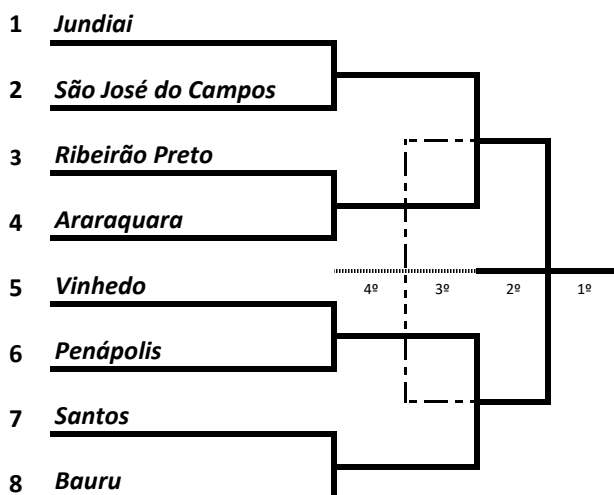 1 Jundiai
2 São José do Campos
3 Ribeirão Preto
4 Araraquara
4º 3º 2º 1º
5 Vinhedo
6 Penápolis
7 Santos
8 Bauru